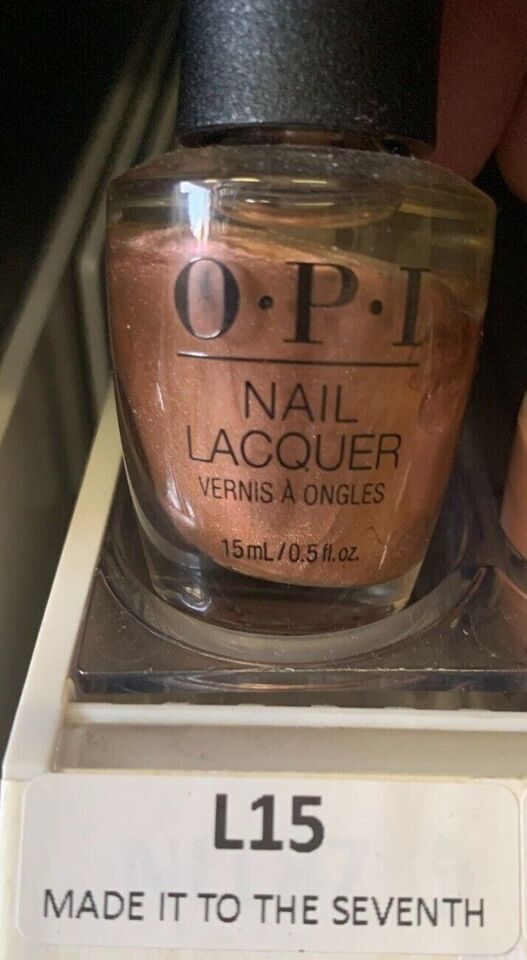 O·P·I
NAIL
LACQUER
VERNIS À ONGLES
15 mL / 0.5 fl. oz.
L15
MADE IT TO THE SEVENTH